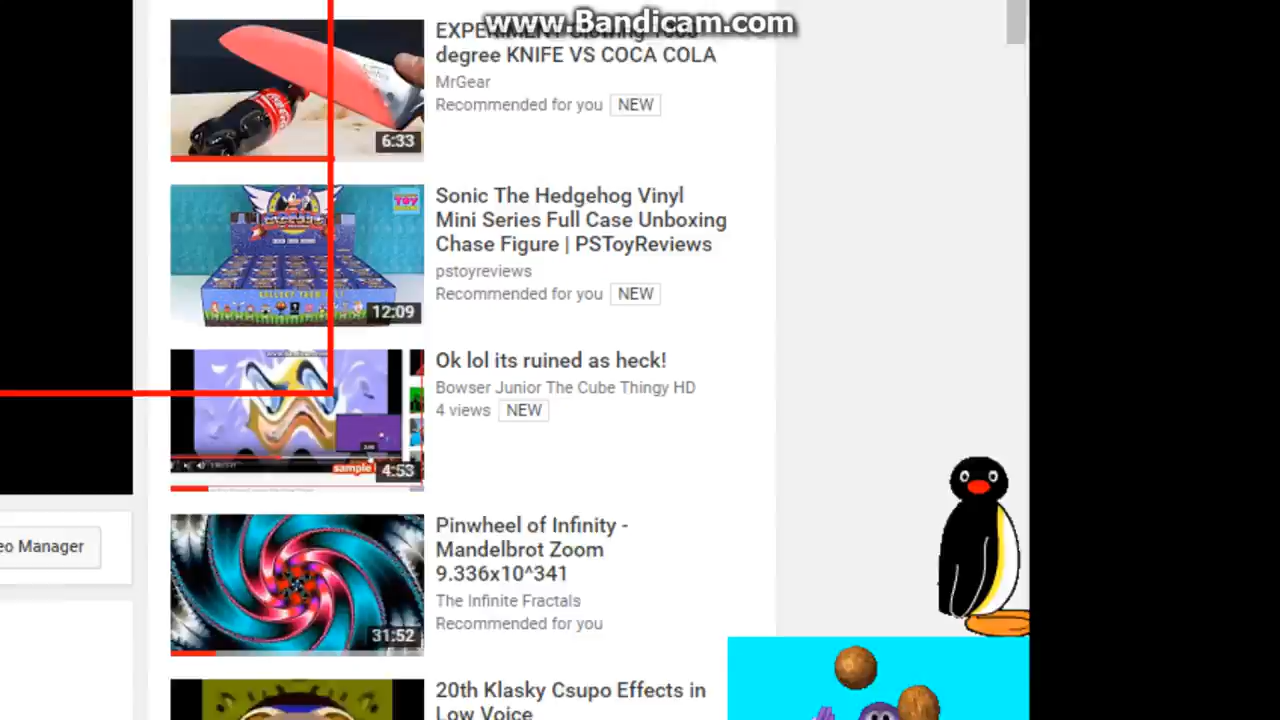 www.Bandicam.com
EXPERIMENT Glowing 1000
degree KNIFE VS COCA COLA
MrGear
Recommended for you NEW
6:33
Sonic The Hedgehog Vinyl
Mini Series Full Case Unboxing
Chase Figure | PSToyReviews
pstoyreviews
Recommended for you NEW
12:09
Ok lol its ruined as heck!
Bowser Junior The Cube Thingy HD
4 views NEW
sample
4:53
eo Manager
Pinwheel of Infinity -
Mandelbrot Zoom
9.336x10^341
The Infinite Fractals
Recommended for you
31:52
20th Klasky Csupo Effects in
Low Voice